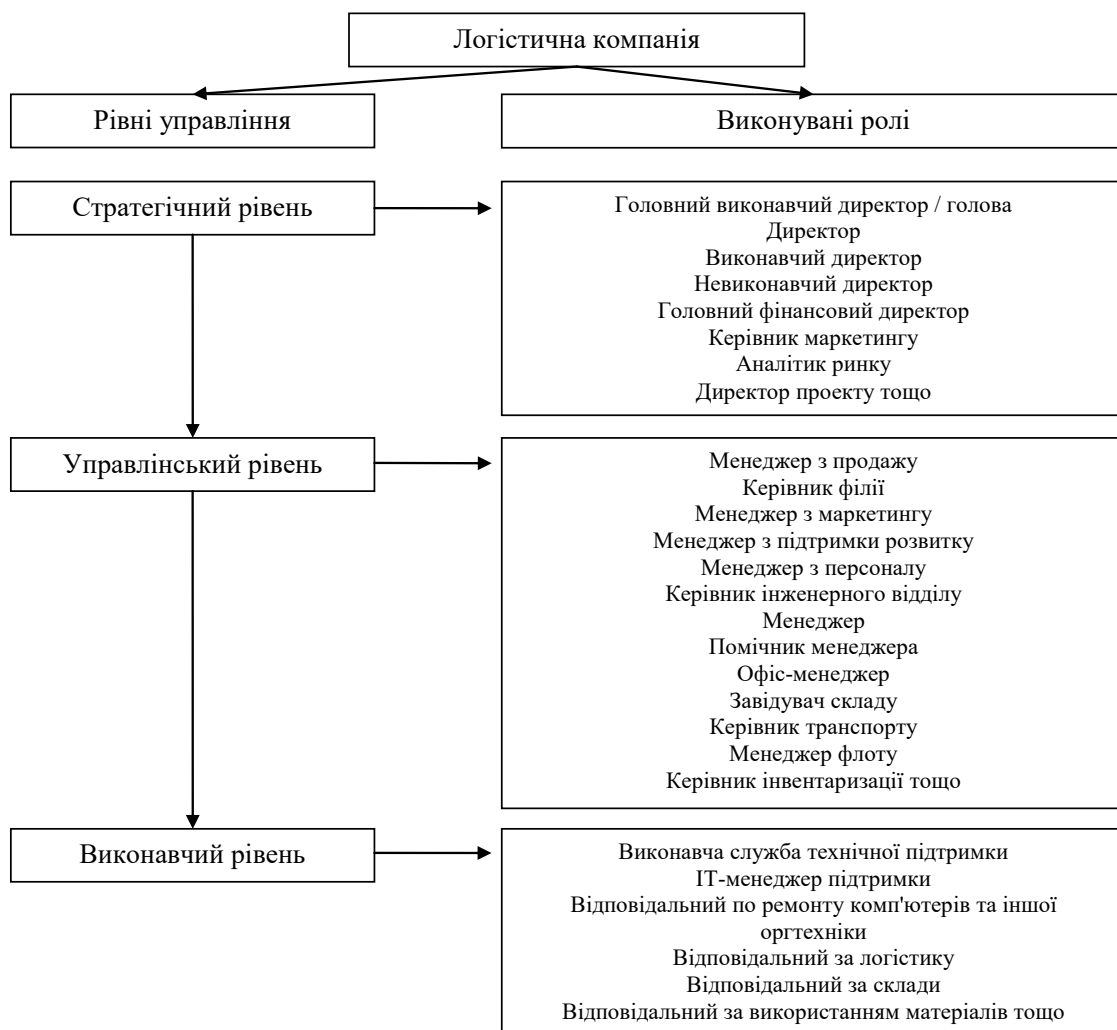 Логістична компанія
Рівні управління
Виконувані ролі
Стратегічний рівень
Головний виконавчий директор / голова
Директор
Виконавчий директор
Невиконавчий директор
Головний фінансовий директор
Керівник маркетингу
Аналітик ринку
Директор проекту тощо
Управлінський рівень
Менеджер з продажу
Керівник філії
Менеджер з маркетингу
Менеджер з підтримки розвитку
Менеджер з персоналу
Керівник інженерного відділу
Менеджер
Помічник менеджера
Офіс-менеджер
Завідувач складу
Керівник транспорту
Менеджер флоту
Керівник інвентаризації тощо
Виконавчий рівень
Виконавча служба технічної підтримки
ІТ-менеджер підтримки
Відповідальний по ремонту комп'ютерів та іншої
оргтехніки
Відповідальний за логістику
Відповідальний за склади
Відповідальний за використанням матеріалів тощо